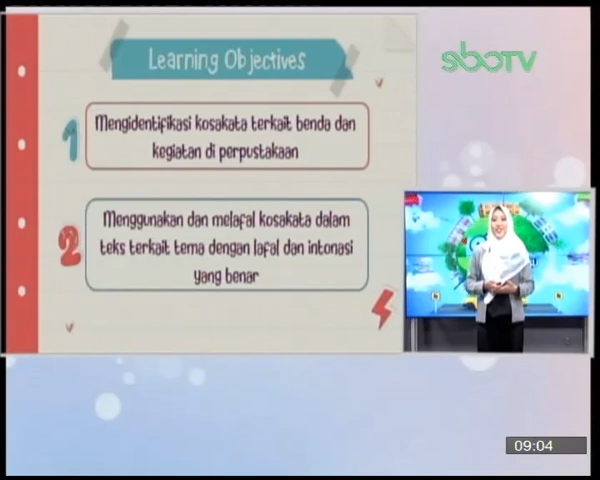 Learning Objectives
sboTV
1
Mengidentifikasi kosakata terkait benda dan
kegiatan di perpustakaan
2
Menggunakan dan melafal kosakata dalam
teks terkait tema dengan lafal dan intonasi
yang benar
09:04